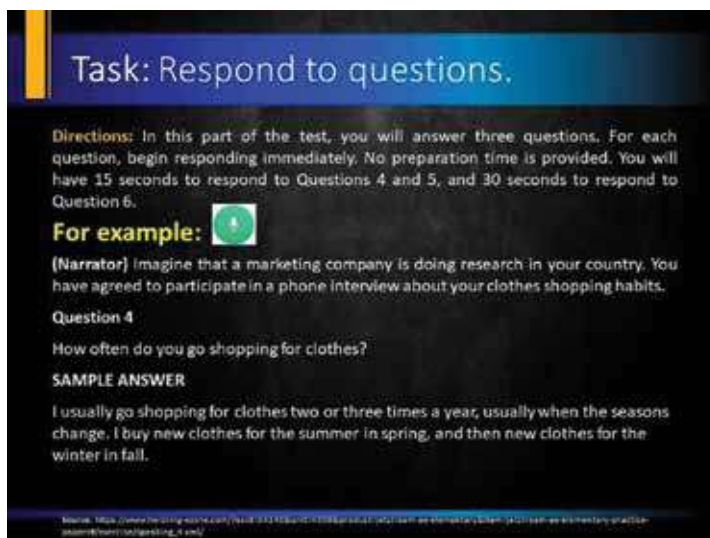 Task: Respond to questions.
Directions: In this part of the test, you will answer three questions. For each
question, begin responding immediately. No preparation time is provided. You will
have 15 seconds to respond to Questions 4 and 5, and 30 seconds to respond to
Question 6.
For example:
(Narrator) Imagine that a marketing company is doing research in your country. You
have agreed to participate in a phone interview about your clothes shopping habits.
Question 4
How often do you go shopping for clothes?
SAMPLE ANSWER
I usually go shopping for clothes two or three times a year, usually when the seasons
change. I buy new clothes for the summer in spring, and then new clothes for the
winter in fall.
Source: